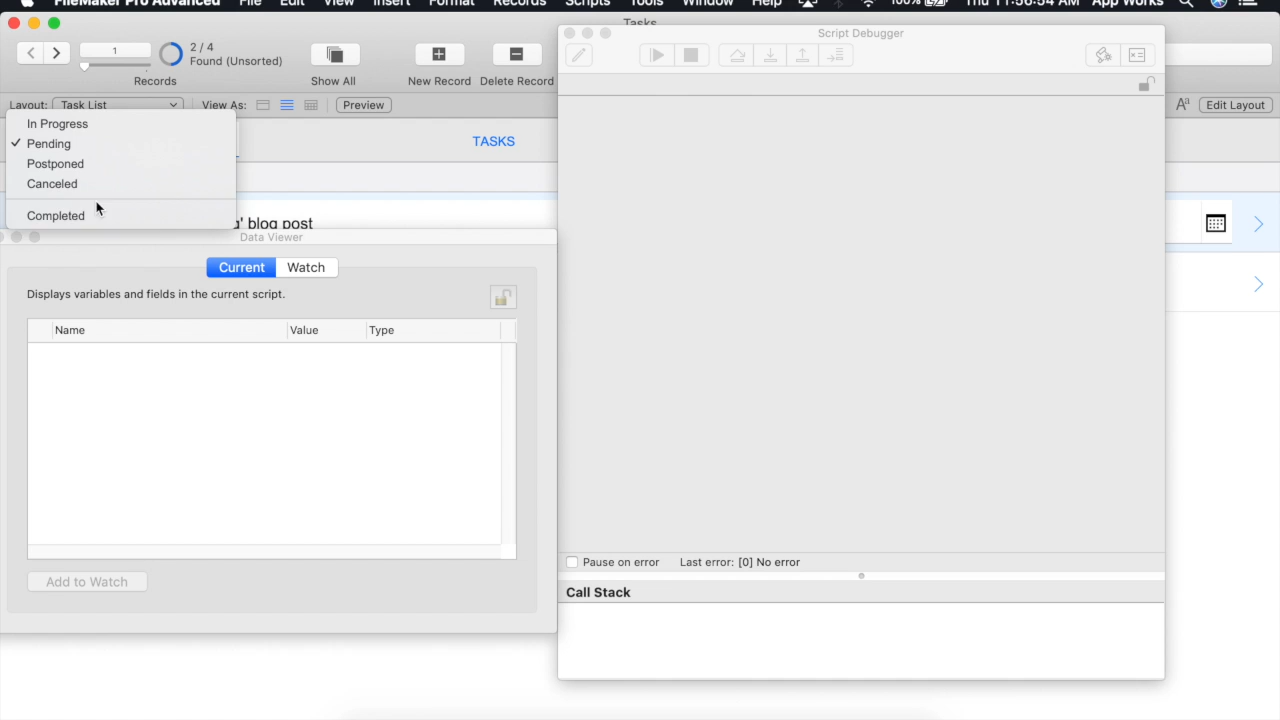 FileMaker Pro Advanced File Edit View Insert Format Records Scripts Tools Window Help 100% Thu 11:56:54 AM App Works
Tasks
1
2 / 4
Found (Unsorted)
Records
Show All
New Record
Delete Record
Layout: Task List View As: Preview
Aa Edit Layout
In Progress
✓ Pending
Postponed
Canceled
Completed
TASKS
' blog post
Data Viewer
Current Watch
Displays variables and fields in the current script.
Name Value Type
Add to Watch
Script Debugger
Pause on error Last error: [0] No error
Call Stack